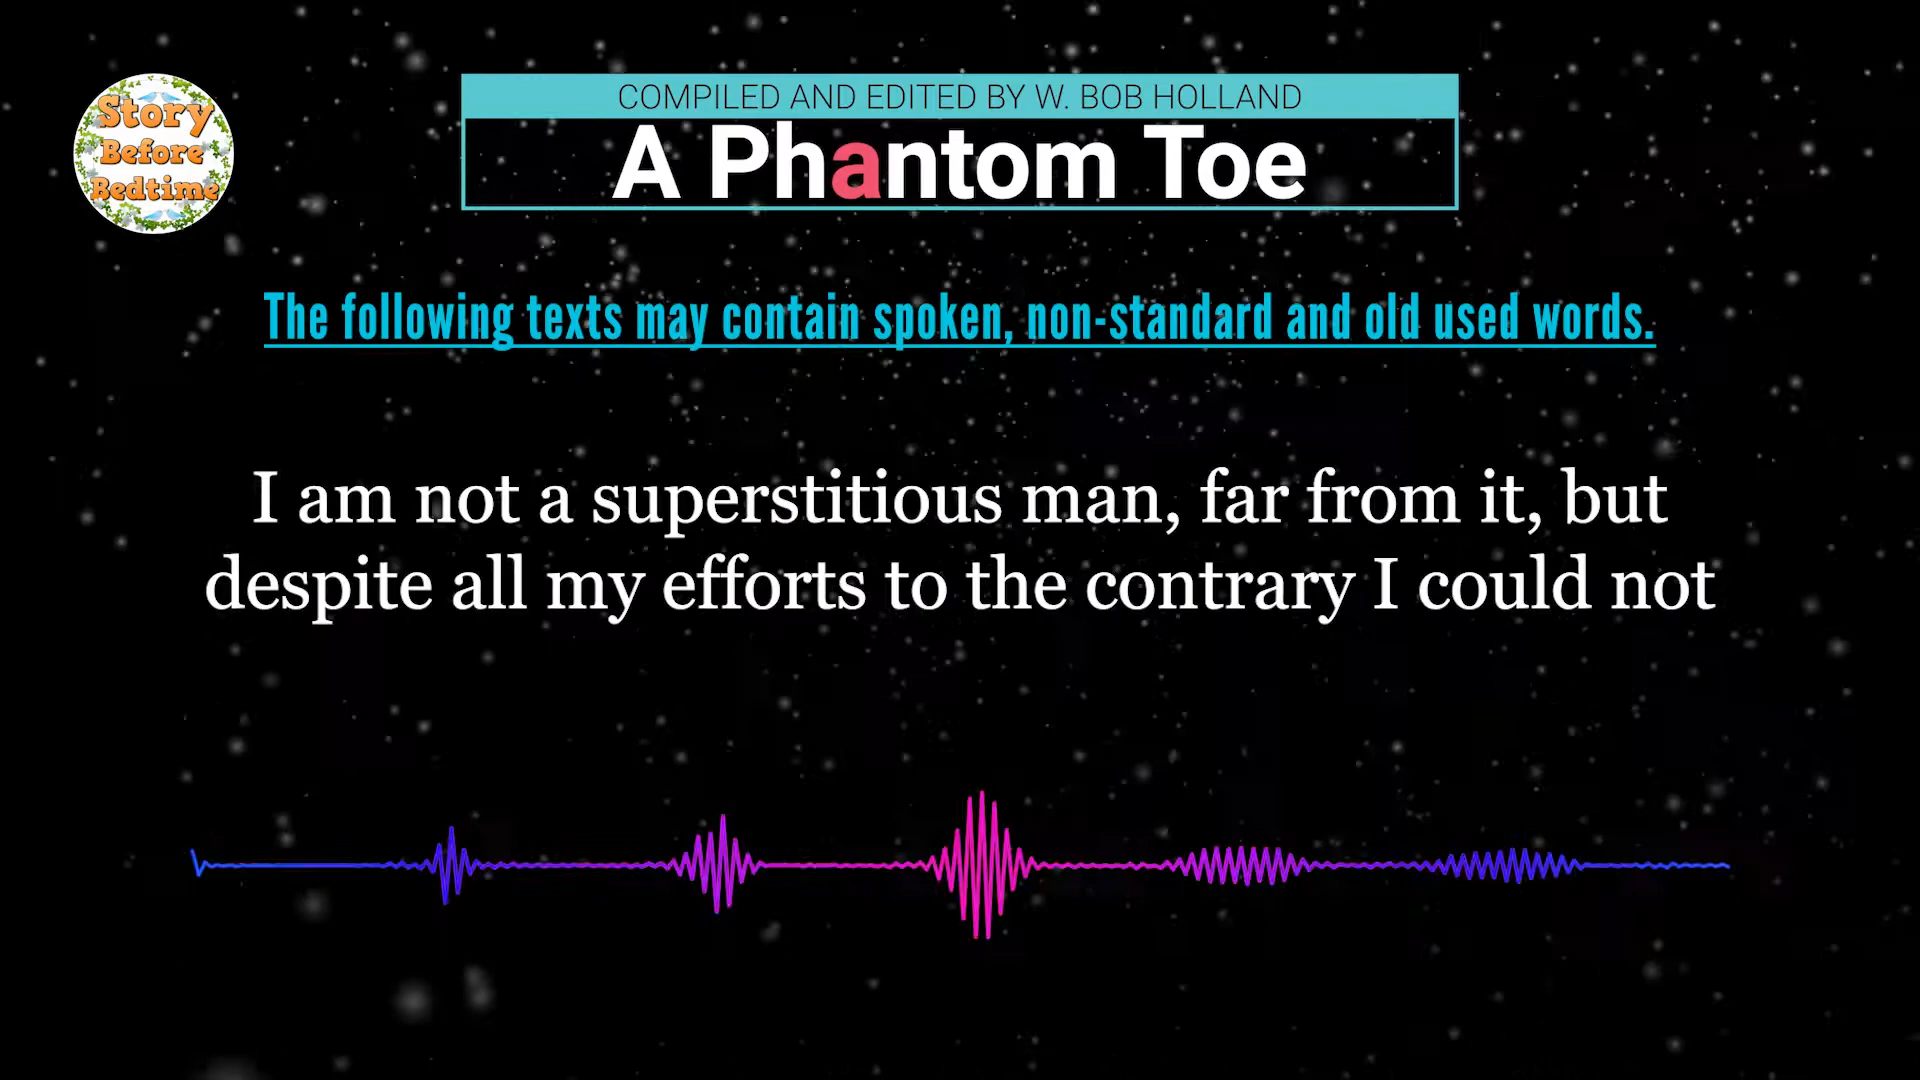 Story
Before
Bedtime
COMPILED AND EDITED BY W. BOB HOLLAND
A Phantom Toe
The following texts may contain spoken, non-standard and old used words.
I am not a superstitious man, far from it, but
despite all my efforts to the contrary I could not